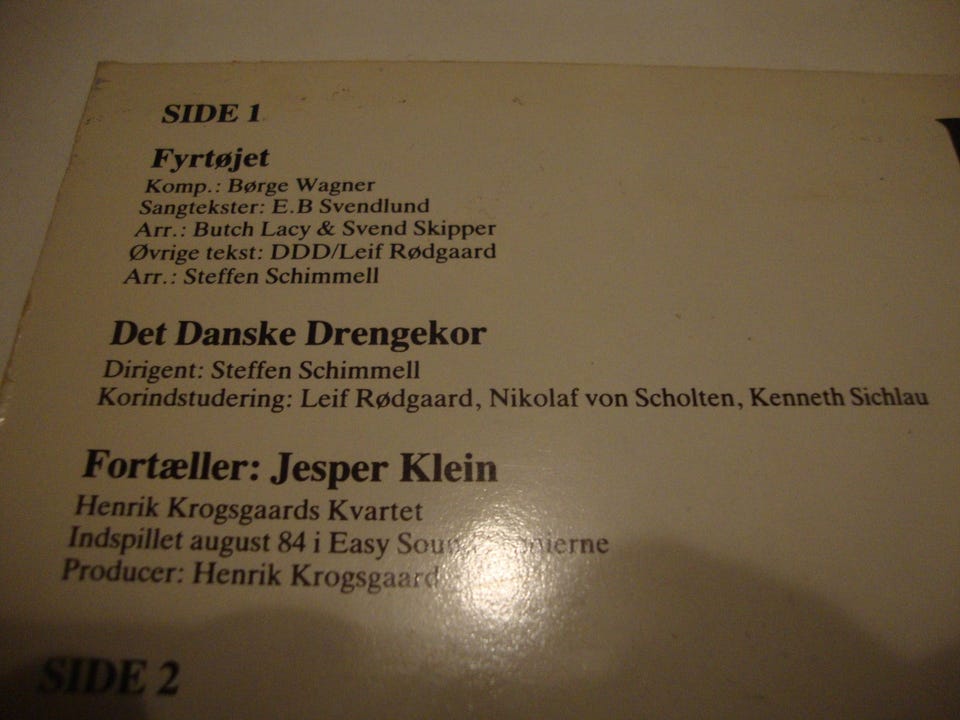 SIDE 1
Fyrtøjet
Komp.: Børge Wagner
Sangtekster: E.B Svendlund
Arr.: Butch Lacy & Svend Skipper
Øvrige tekst: DDD/Leif Rødgaard
Arr.: Steffen Schimmell
Det Danske Drengekor
Dirigent: Steffen Schimmell
Korindstudering: Leif Rødgaard, Nikolaf von Scholten, Kenneth Sichlau
Fortæller: Jesper Klein
Henrik Krogsgaards Kvartet
Indspillet august 84 i Easy
Producer: Henrik Krogsgaard
SIDE 2